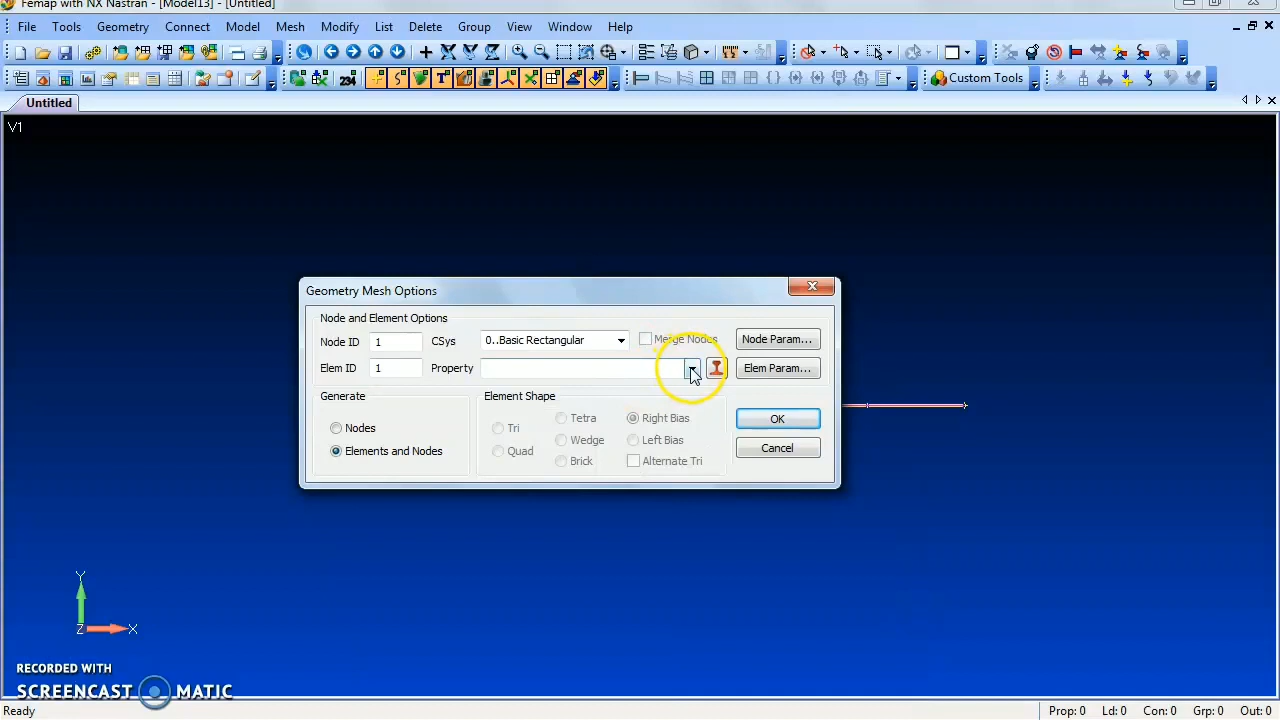 Femap with NX Nastran - [Model13] - [Untitled]
File Tools Geometry Connect Model Mesh Modify List Delete Group View Window Help
234
Custom Tools
Untitled
V1
Geometry Mesh Options
Node and Element Options
Node ID 1 CSys 0..Basic Rectangular Merge Nodes Node Param...
Elem ID 1 Property Elem Param...
Generate Element Shape
Nodes Tri Tetra Right Bias OK
Elements and Nodes Quad Wedge Left Bias Cancel
Brick Alternate Tri
Y
Z X
RECORDED WITH
SCREENCAST MATIC
Ready Prop: 0 Ld: 0 Con: 0 Grp: 0 Out: 0